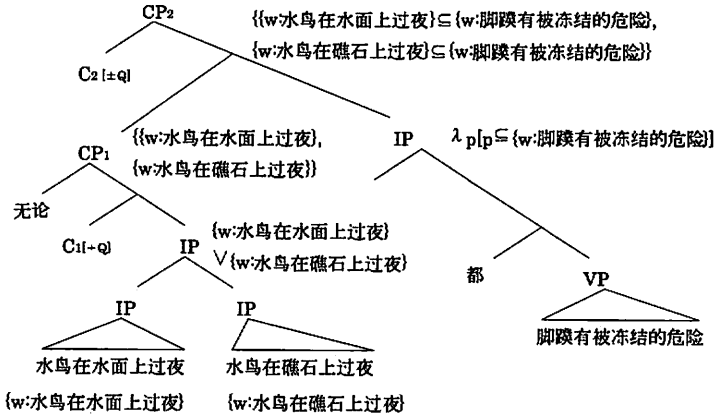 CP₂
{{w:水鸟在水面上过夜}⊆{w:脚蹼有被冻结的危险},
{w:水鸟在礁石上过夜}⊆{w:脚蹼有被冻结的危险}}
C₂ [±Q]
CP₁
{{w:水鸟在水面上过夜},
{w:水鸟在礁石上过夜}}
IP
λp[p⊆{w:脚蹼有被冻结的危险}]
无论
C₁[+Q]
IP
{w:水鸟在水面上过夜}
∨{w:水鸟在礁石上过夜}
都
VP
IP
IP
脚蹼有被冻结的危险
水鸟在水面上过夜
水鸟在礁石上过夜
{w:水鸟在水面上过夜}
{w:水鸟在礁石上过夜}